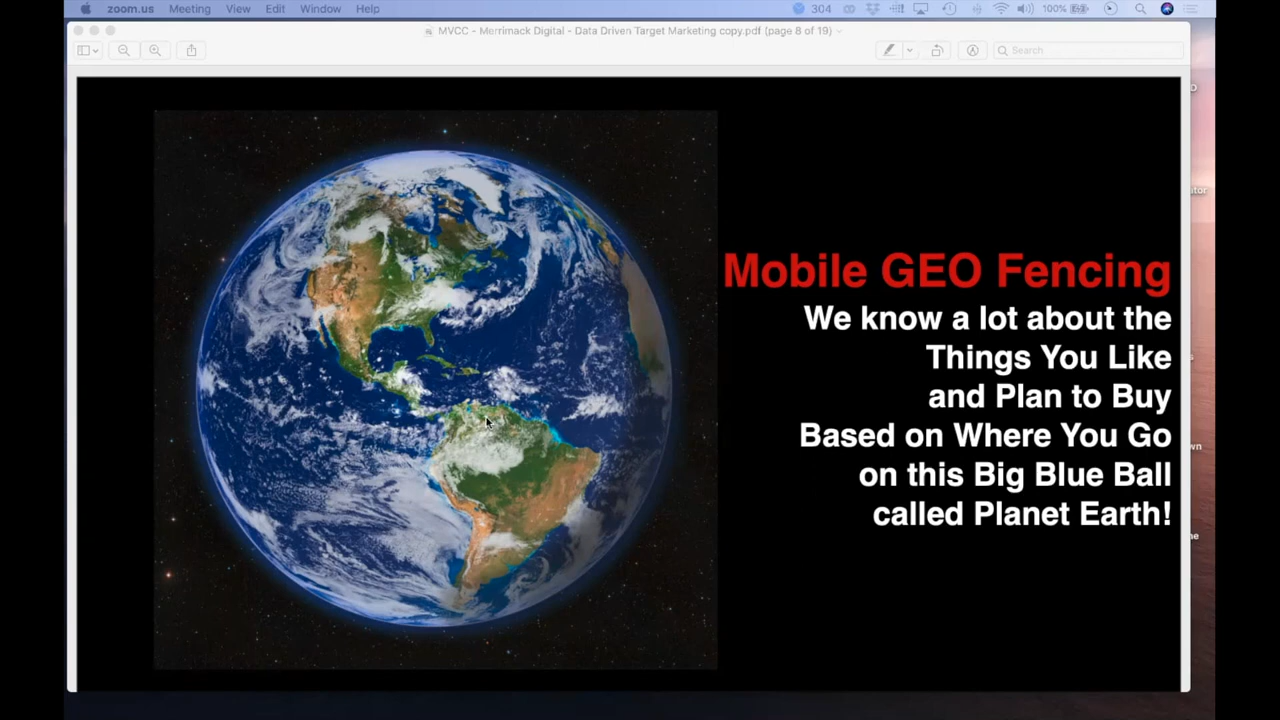 zoom.us Meeting View Edit Window Help 304 100%
MVCC - Merrimack Digital - Data Driven Target Marketing copy.pdf (page 8 of 19)
Search
Mobile GEO Fencing
We know a lot about the
Things You Like
and Plan to Buy
Based on Where You Go
on this Big Blue Ball
called Planet Earth!